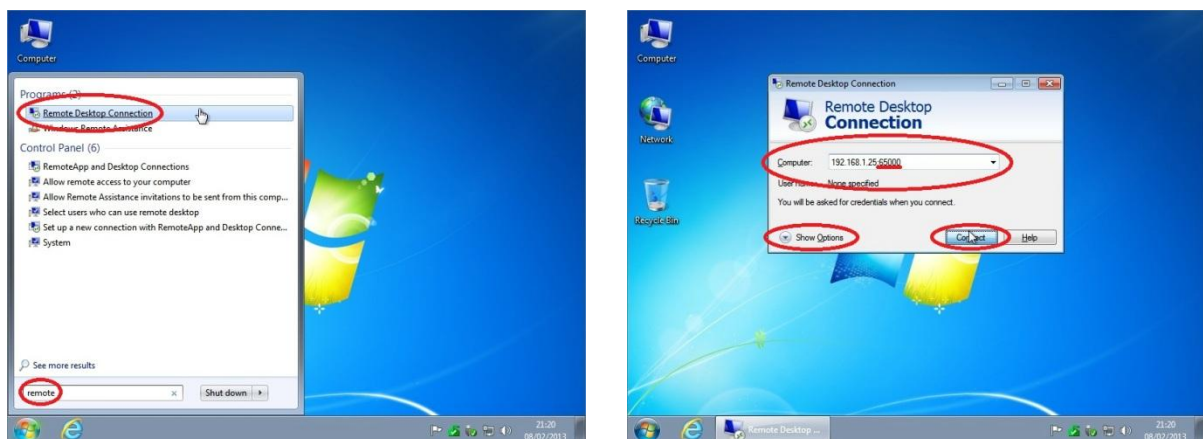 Computer
Programs (2)
Remote Desktop Connection
Windows Remote Assistance
Control Panel (6)
RemoteApp and Desktop Connections
Allow remote access to your computer
Allow Remote Assistance invitations to be sent from this comp...
Select users who can use remote desktop
Set up a new connection with RemoteApp and Desktop Conne...
System
See more results
remote
Shut down
21:20
08/02/2013
Computer
Network
Recycle Bin
Remote Desktop Connection
Remote Desktop
Connection
Computer: 192.168.1.25:65000
User name: None specified
You will be asked for credentials when you connect.
Show Options
Connect
Help
Remote Desktop ...
21:20
08/02/2013